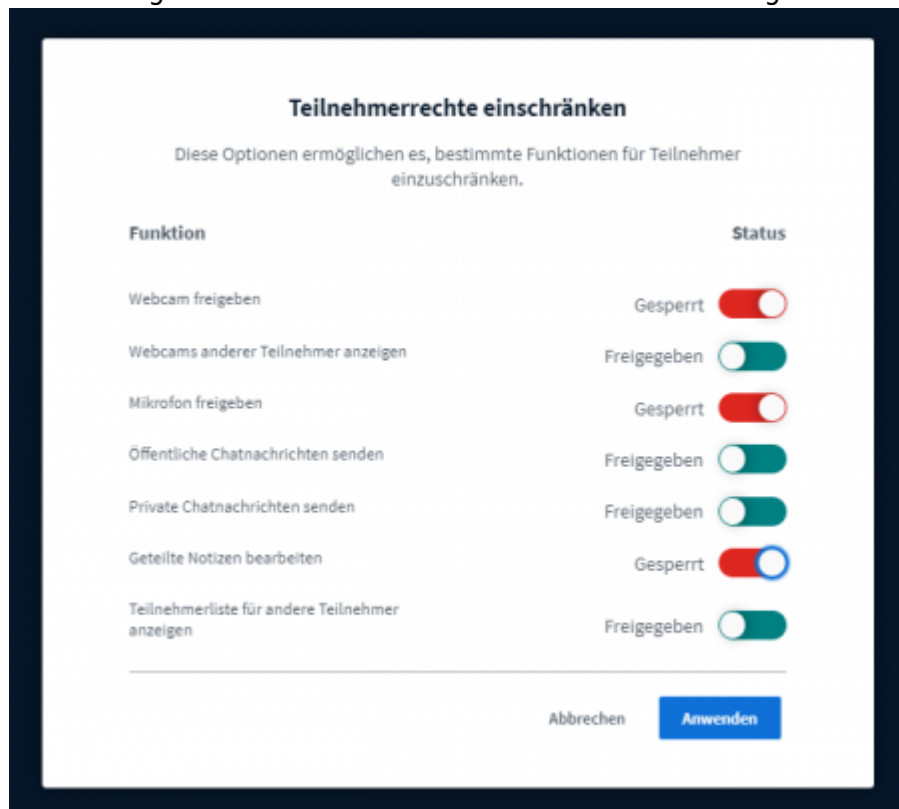 Teilnehmerrechte einschränken
Diese Optionen ermöglichen es, bestimmte Funktionen für Teilnehmer
einzuschränken.
Funktion Status
Webcam freigeben Gesperrt
Webcams anderer Teilnehmer anzeigen Freigegeben
Mikrofon freigeben Gesperrt
Öffentliche Chatnachrichten senden Freigegeben
Private Chatnachrichten senden Freigegeben
Geteilte Notizen bearbeiten Gesperrt
Teilnehmerliste für andere Teilnehmer
anzeigen Freigegeben
Abbrechen Anwenden